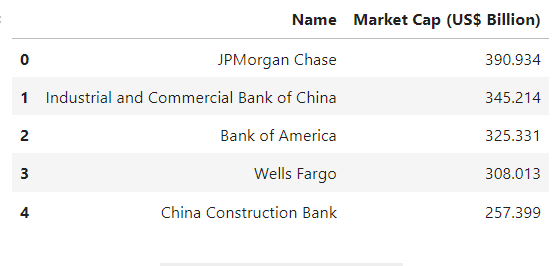 Name Market Cap (US$ Billion)
0 JPMorgan Chase 390.934
1 Industrial and Commercial Bank of China 345.214
2 Bank of America 325.331
3 Wells Fargo 308.013
4 China Construction Bank 257.399